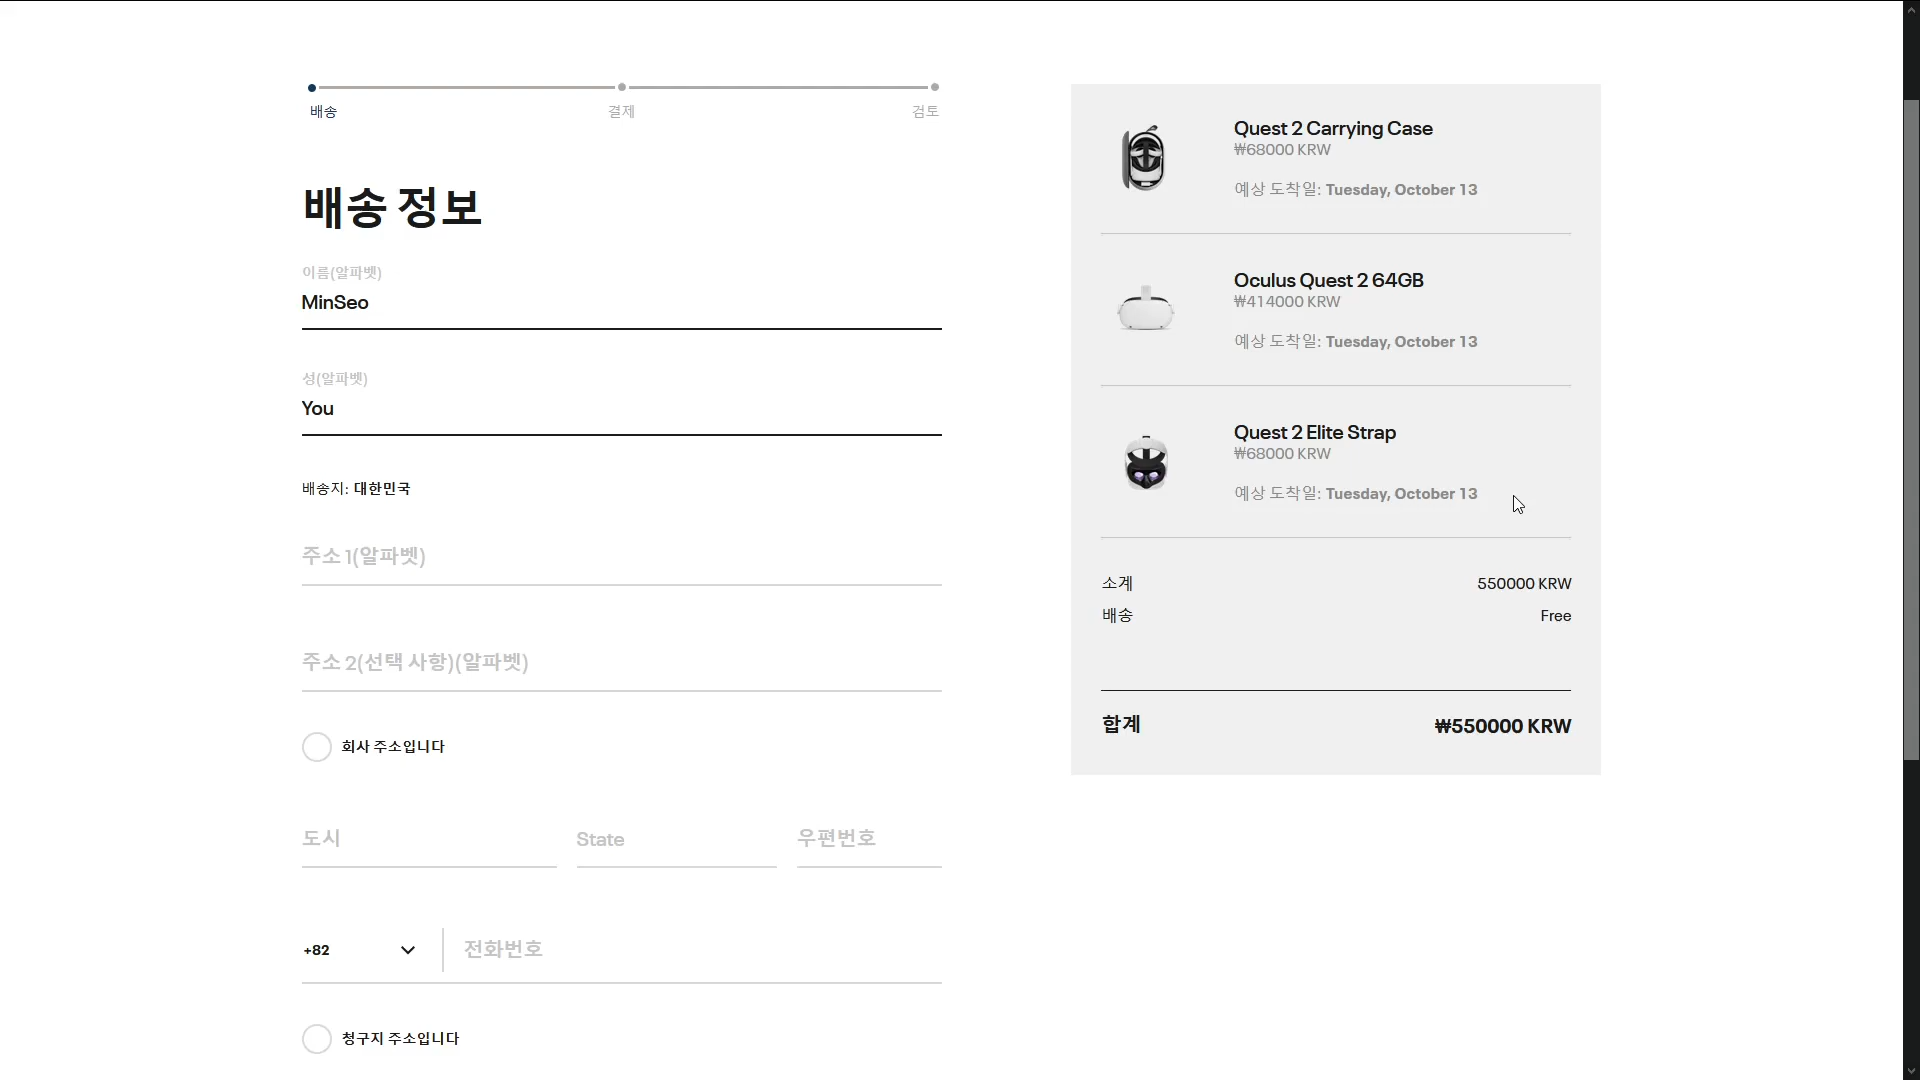 배송
결제
검토
배송 정보
이름(알파벳)
MinSeo
성(알파벳)
You
배송지: 대한민국
주소 1(알파벳)
주소 2(선택 사항)(알파벳)
회사 주소입니다
도시
State
우편번호
+82
전화번호
청구지 주소입니다
Quest 2 Carrying Case
₩68000 KRW
예상 도착일: Tuesday, October 13
Oculus Quest 2 64GB
₩414000 KRW
예상 도착일: Tuesday, October 13
Quest 2 Elite Strap
₩68000 KRW
예상 도착일: Tuesday, October 13
소계 550000 KRW
배송 Free
합계 ₩550000 KRW